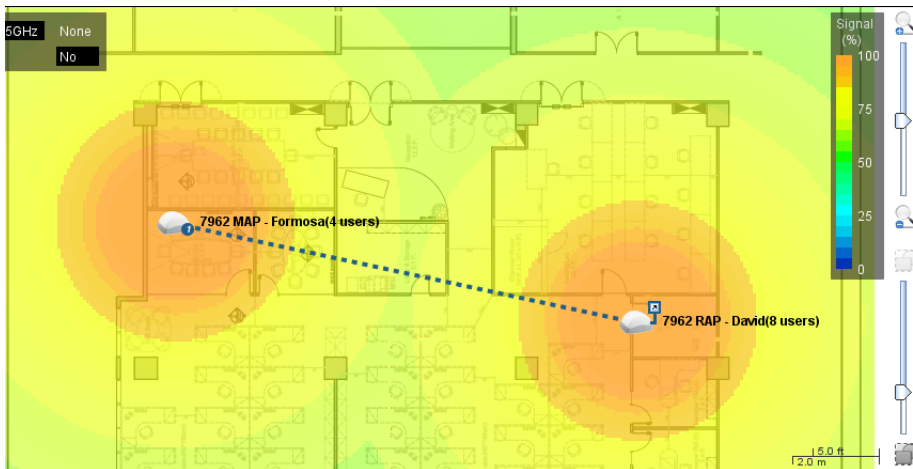 5GHz None
No
Signal
(%)
100
75
50
25
0
7962 MAP - Formosa(4 users)
1
7962 RAP - David(8 users)
5.0 ft
2.0 m